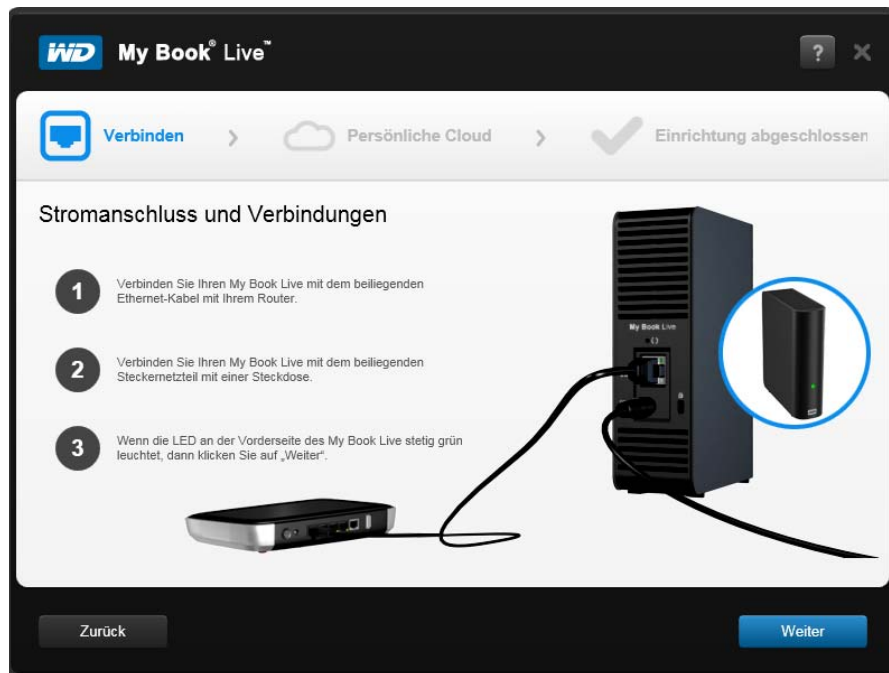 WD My Book® Live™
?
Verbinden > Persönliche Cloud > Einrichtung abgeschlossen
Stromanschluss und Verbindungen
1 Verbinden Sie Ihren My Book Live mit dem beiliegenden
Ethernet-Kabel mit Ihrem Router.
2 Verbinden Sie Ihren My Book Live mit dem beiliegenden
Steckernetzteil mit einer Steckdose.
3 Wenn die LED an der Vorderseite des My Book Live stetig grün
leuchtet, dann klicken Sie auf „Weiter“.
My Book Live
Zurück
Weiter